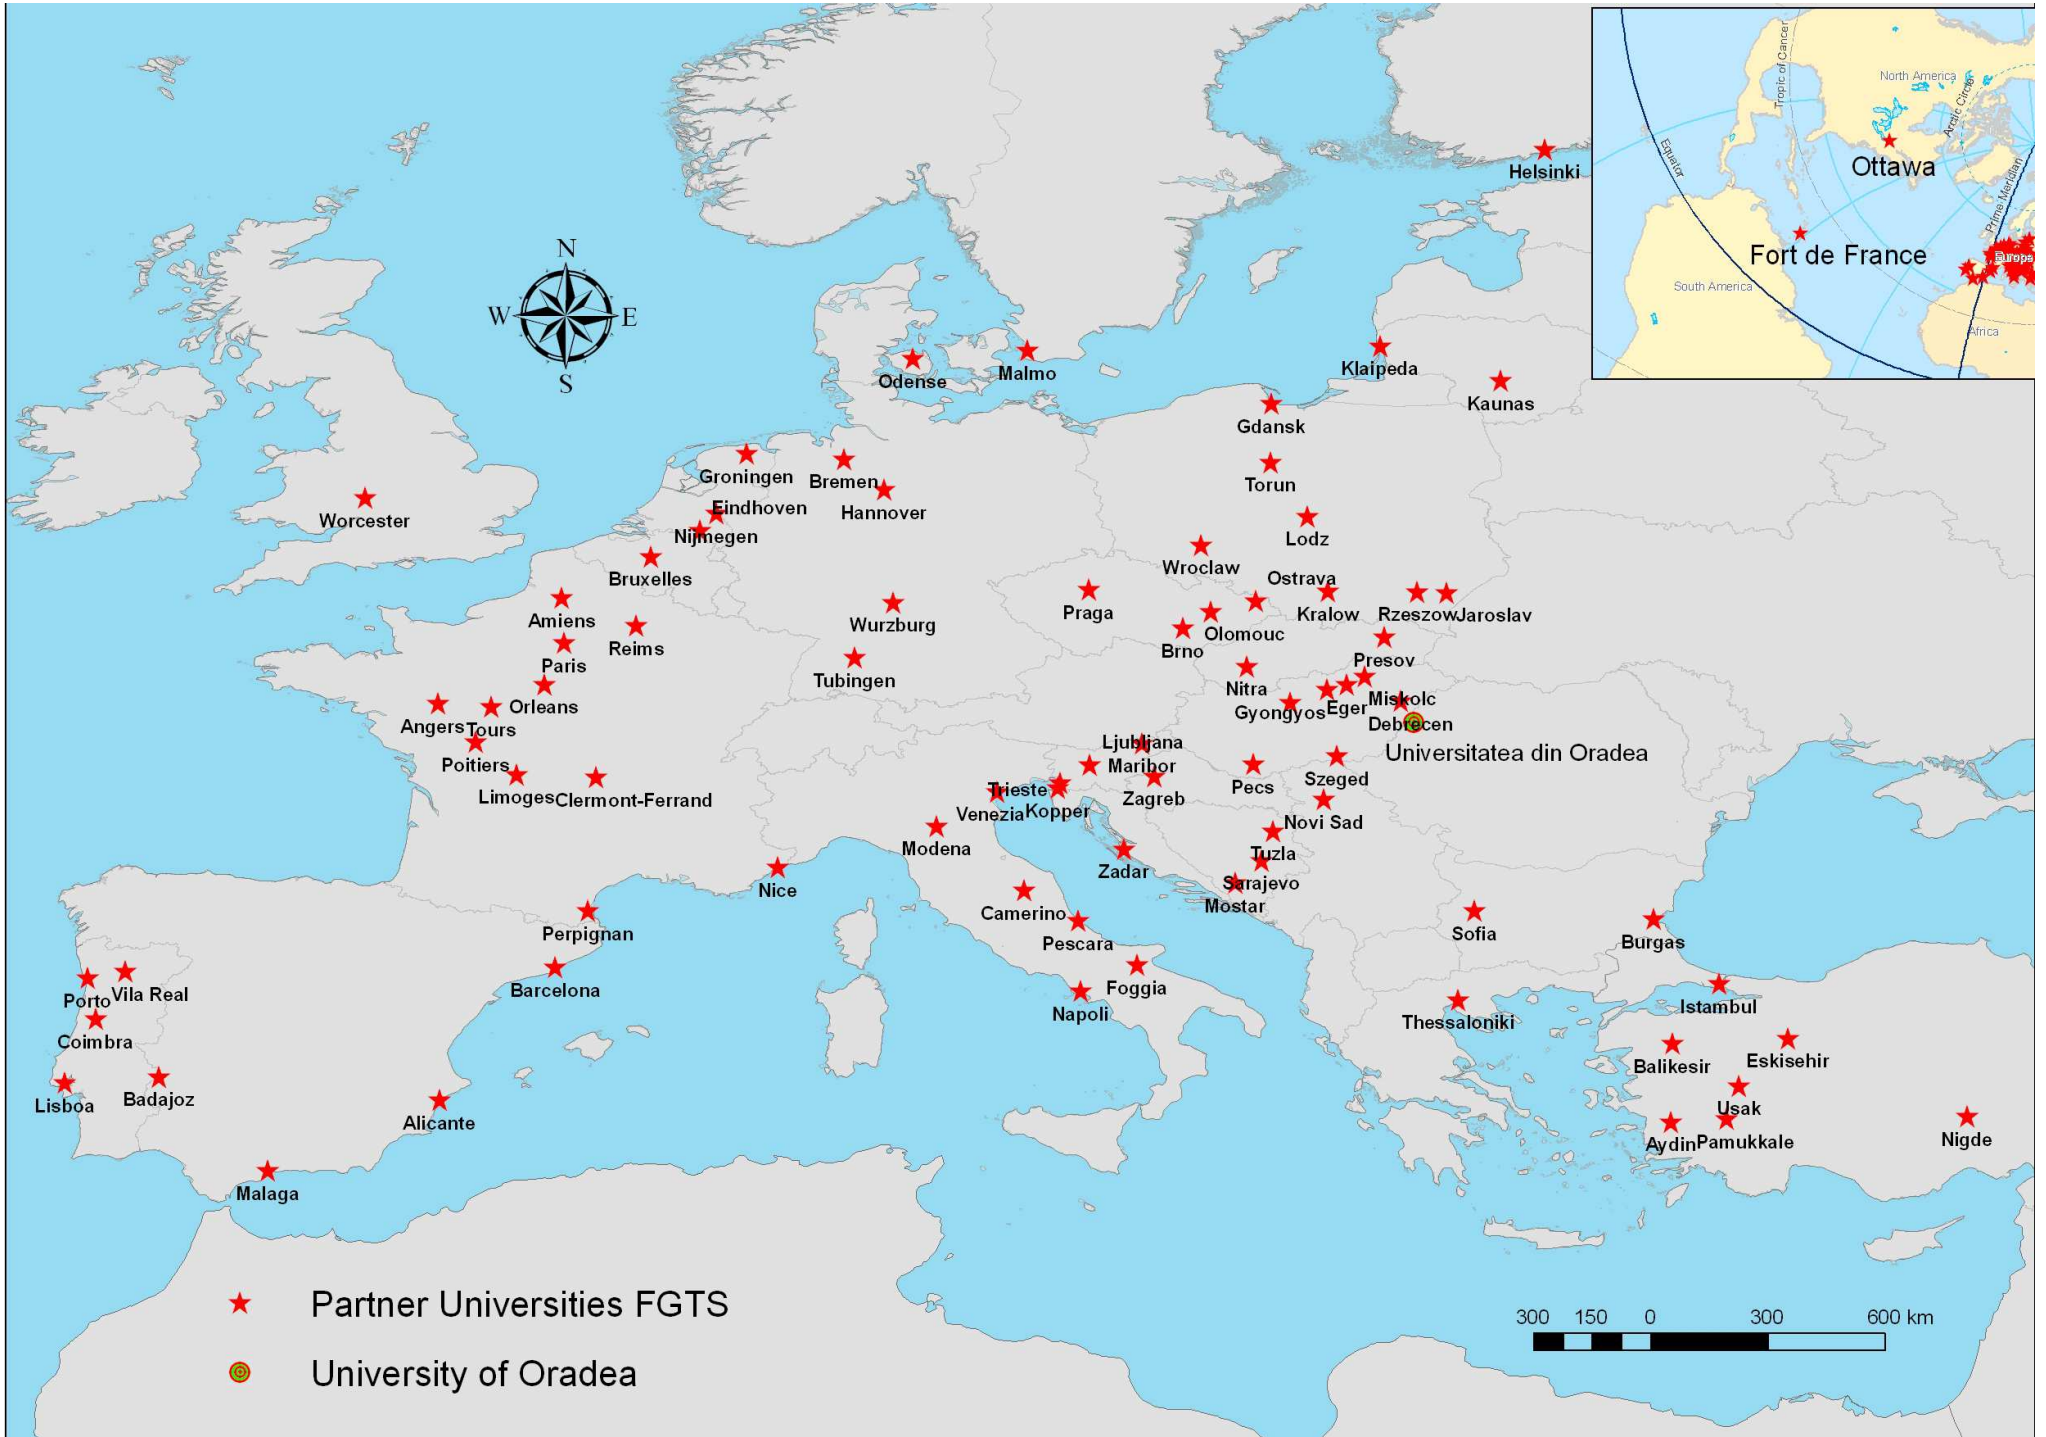 North America
Tropic of Cancer
Arctic Circle
Equator
Prime Meridian
Ottawa
Fort de France
South America
Europa
Africa
Helsinki
N
W
E
S
Odense
Malmo
Klaipeda
Kaunas
Gdansk
Groningen
Bremen
Torun
Eindhoven
Hannover
Worcester
Nijmegen
Lodz
Wroclaw
Bruxelles
Ostrava
Praga
Kralow
Rzeszow
Jaroslav
Amiens
Wurzburg
Olomouc
Reims
Brno
Paris
Presov
Tubingen
Nitra
Miskolc
Orleans
Gyongyos
Eger
Angers
Tours
Debrecen
Ljubljana
Universitatea din Oradea
Poitiers
Maribor
Szeged
Trieste
Pecs
Limoges
Clermont-Ferrand
Zagreb
Venezia
Kopper
Novi Sad
Modena
Tuzla
Zadar
Sarajevo
Nice
Mostar
Camerino
Perpignan
Pescara
Sofia
Burgas
Barcelona
Foggia
Porto
Vila Real
Istambul
Napoli
Thessaloniki
Coimbra
Eskisehir
Balikesir
Badajoz
Lisboa
Usak
Alicante
Aydin
Pamukkale
Nigde
Malaga
Partner Universities FGTS
University of Oradea
300 150 0 300 600 km